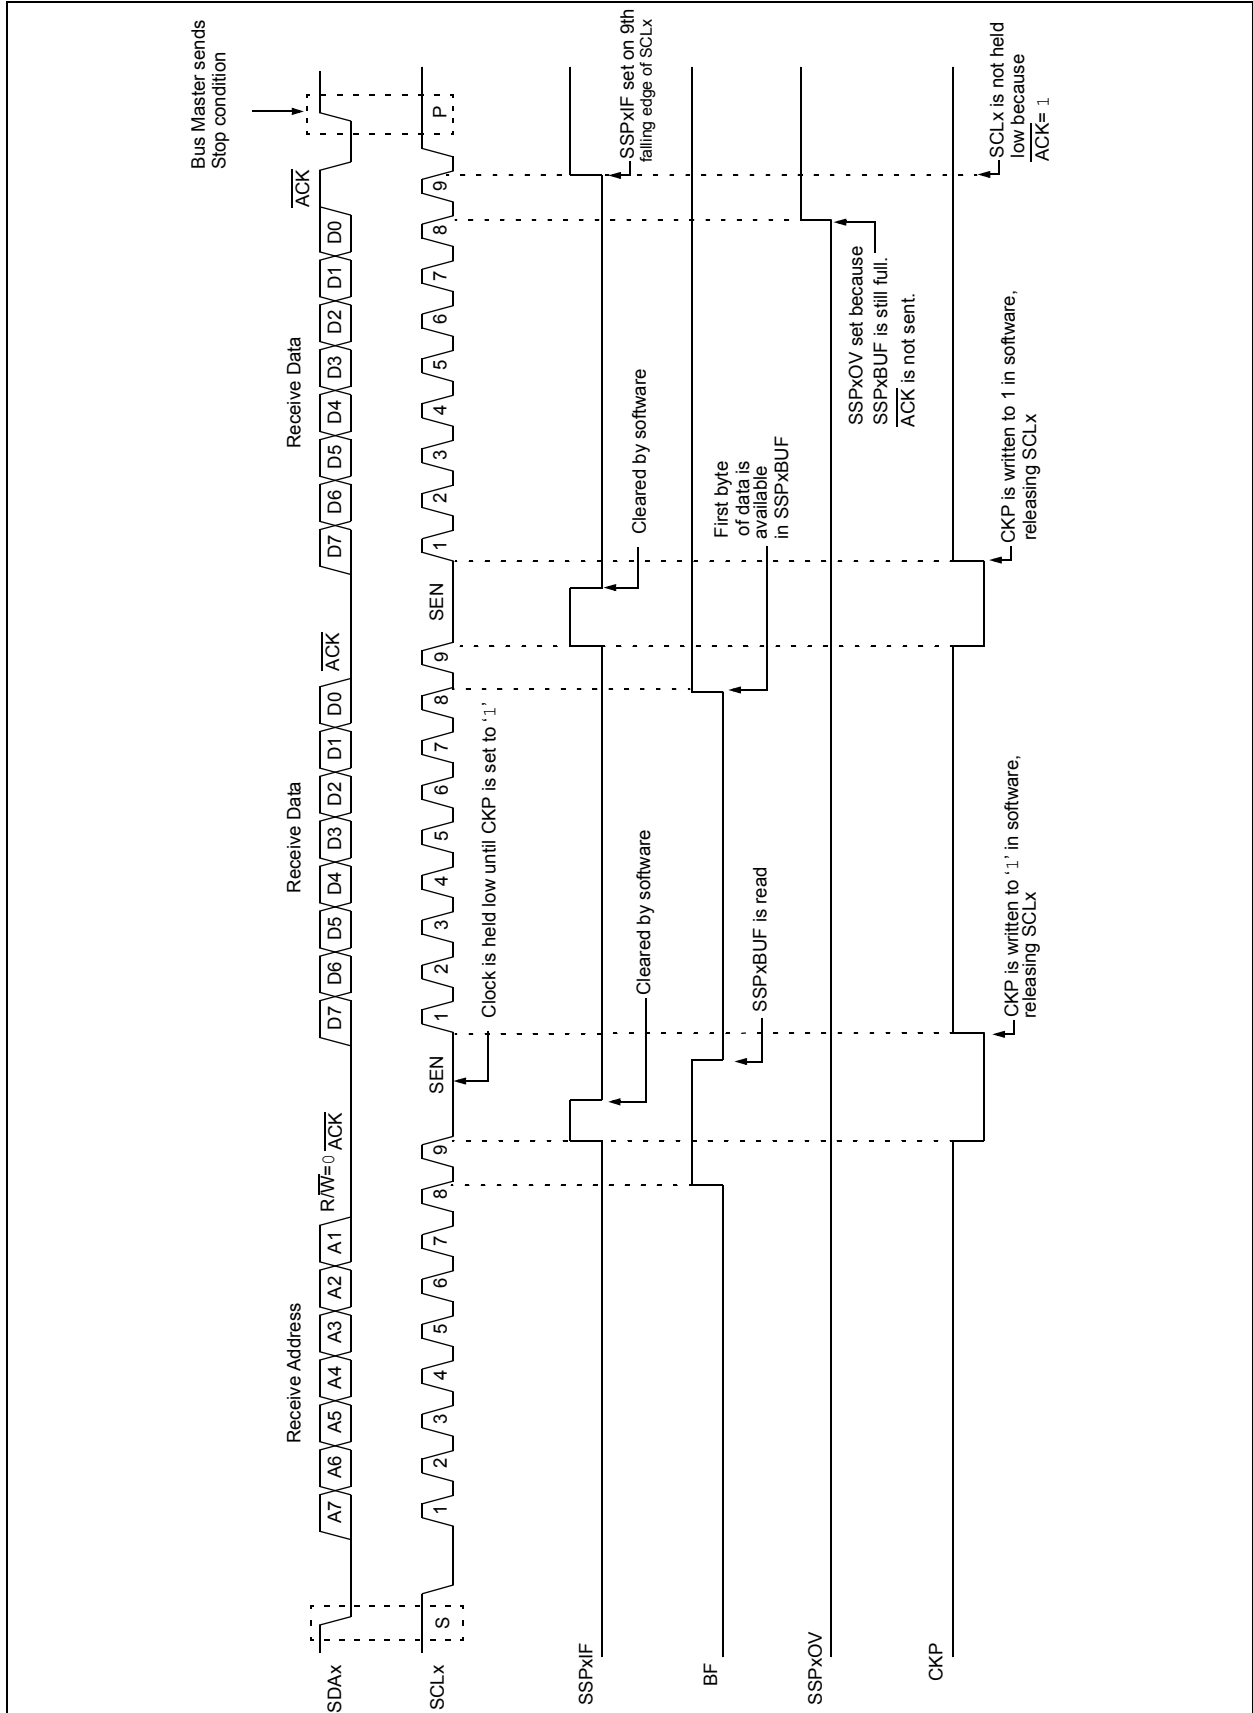 Bus Master sends
Stop condition
Receive Address
Receive Data
Receive Data
SDAx
A7 A6 A5 A4 A3 A2 A1 R/W=0 ACK D7 D6 D5 D4 D3 D2 D1 D0 ACK D7 D6 D5 D4 D3 D2 D1 D0 ACK
SCLx
S 1 2 3 4 5 6 7 8 9 SEN 1 2 3 4 5 6 7 8 9 SEN 1 2 3 4 5 6 7 8 9 P
Clock is held low until CKP is set to ‘1’
SSPxIF
Cleared by software
Cleared by software
SSPxIF set on 9th
falling edge of SCLx
BF
SSPxBUF is read
First byte
of data is
available
in SSPxBUF
SSPxOV
SSPxOV set because
SSPxBUF is still full.
ACK is not sent.
CKP
CKP is written to ‘1’ in software,
releasing SCLx
CKP is written to 1 in software,
releasing SCLx
SCLx is not held
low because
ACK= 1